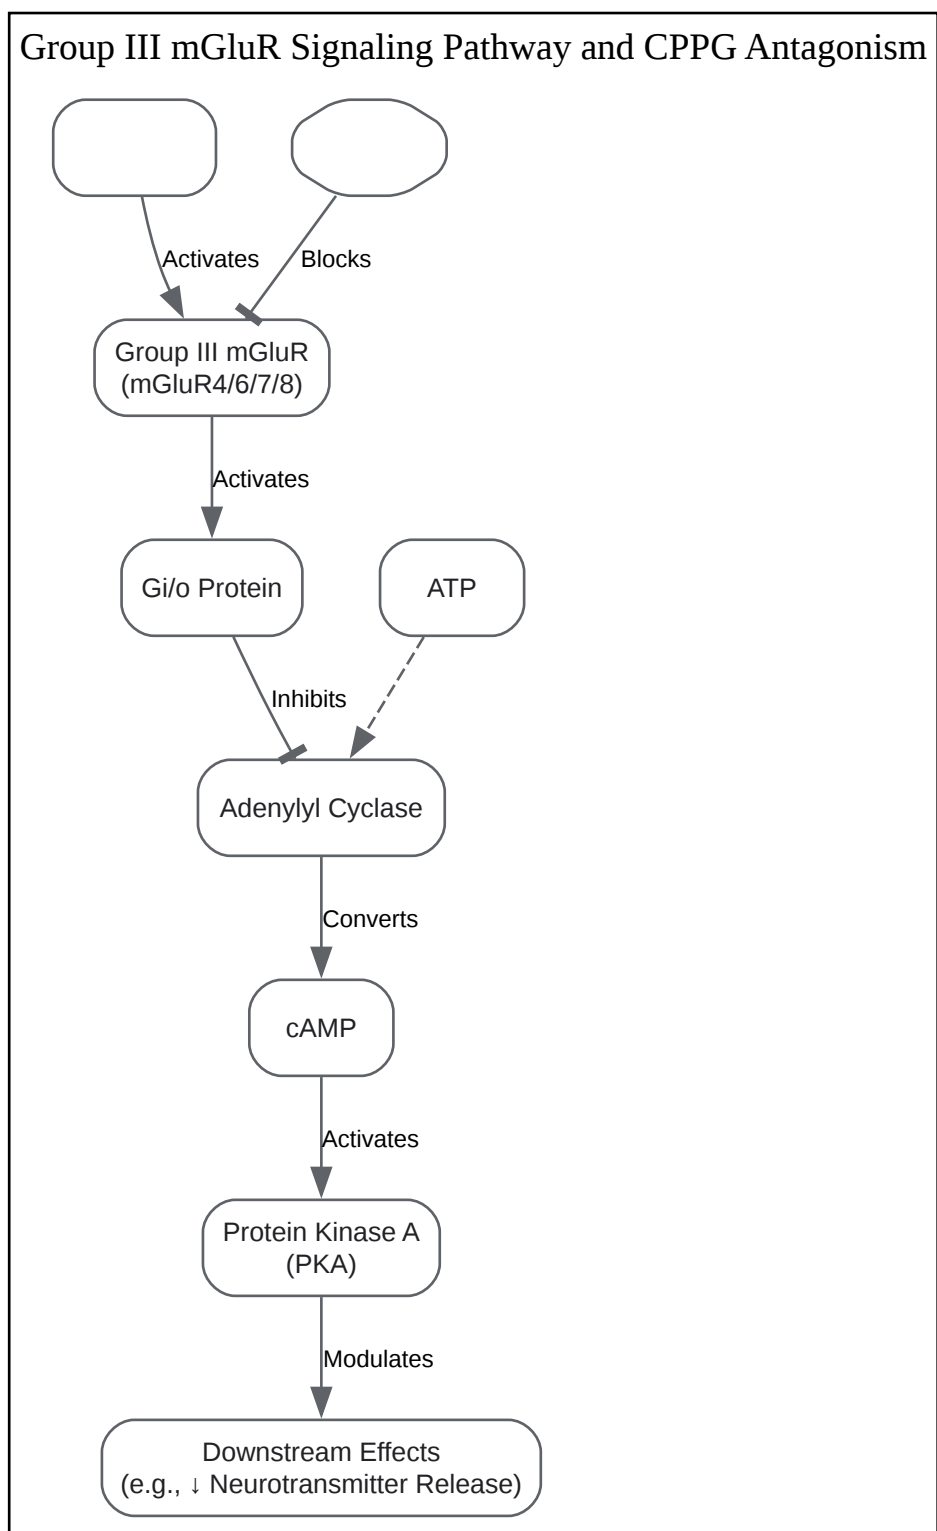 Group III mGluR Signaling Pathway and CPPG Antagonism
Activates
Blocks
Group III mGluR
(mGluR4/6/7/8)
Activates
Gi/o Protein
ATP
Inhibits
Adenylyl Cyclase
Converts
cAMP
Activates
Protein Kinase A
(PKA)
Modulates
Downstream Effects
(e.g., ↓ Neurotransmitter Release)